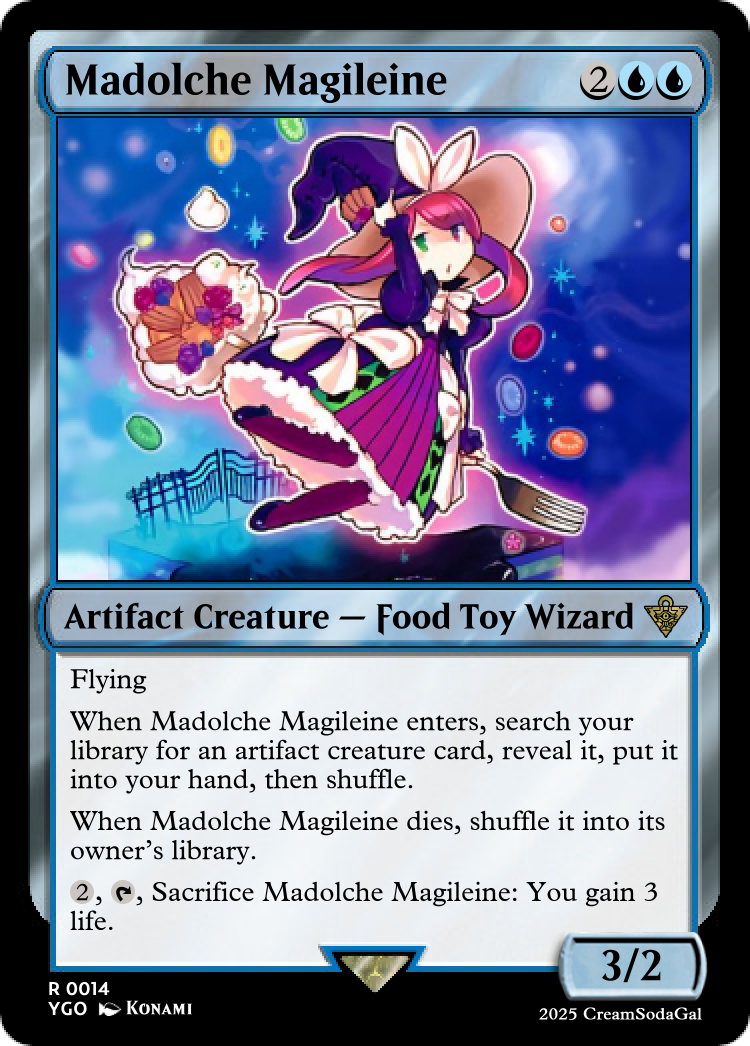 Madolche Magileine 2
Artifact Creature — Food Toy Wizard
Flying
When Madolche Magileine enters, search your
library for an artifact creature card, reveal it, put it
into your hand, then shuffle.
When Madolche Magileine dies, shuffle it into its
owner's library.
2, , Sacrifice Madolche Magileine: You gain 3
life.
3/2
R 0014
YGO KONAMI
2025 CreamSodaGal